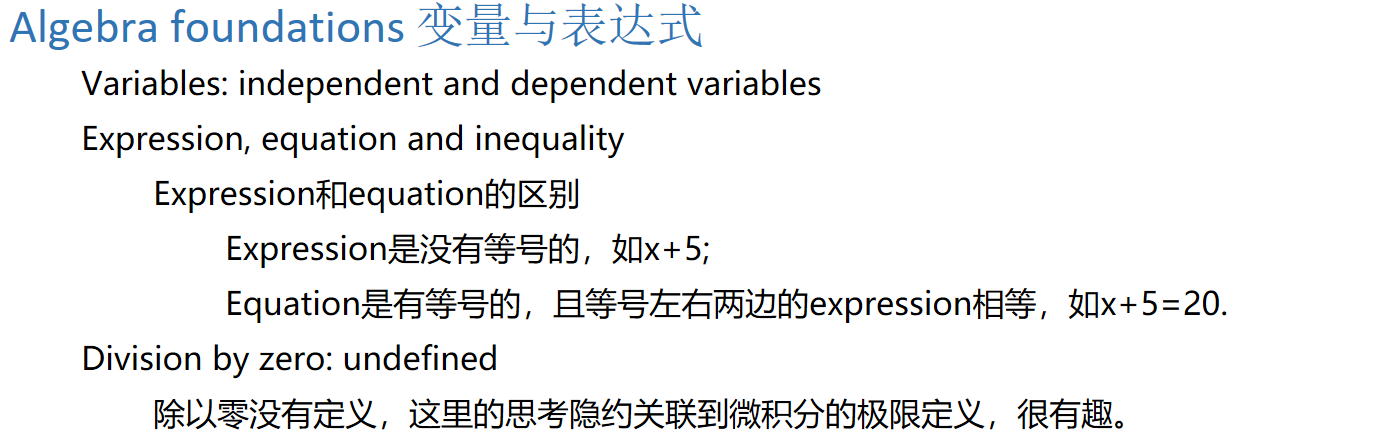 Algebra foundations 变量与表达式
Variables: independent and dependent variables
Expression, equation and inequality
Expression和equation的区别
Expression是没有等号的，如x+5;
Equation是有等号的，且等号左右两边的expression相等，如x+5=20.
Division by zero: undefined
除以零没有定义，这里的思考隐约关联到微积分的极限定义，很有趣。